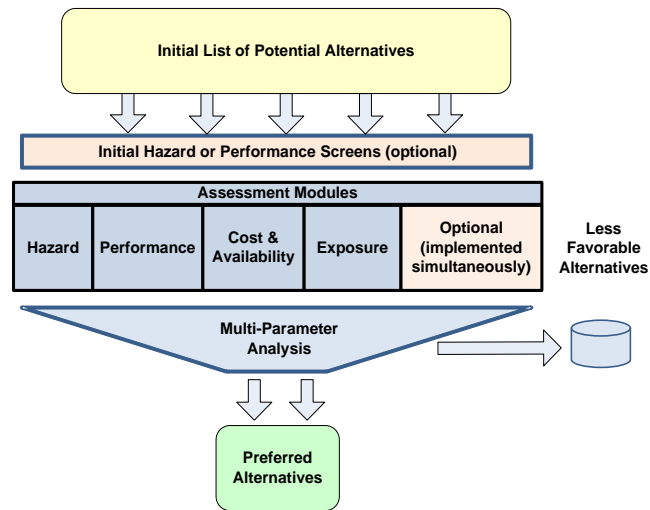 Initial List of Potential Alternatives
Initial Hazard or Performance Screens (optional)
Assessment Modules
Hazard
Performance
Cost &
Availability
Exposure
Optional
(implemented
simultaneously)
Less
Favorable
Alternatives
Multi-Parameter
Analysis
Preferred
Alternatives